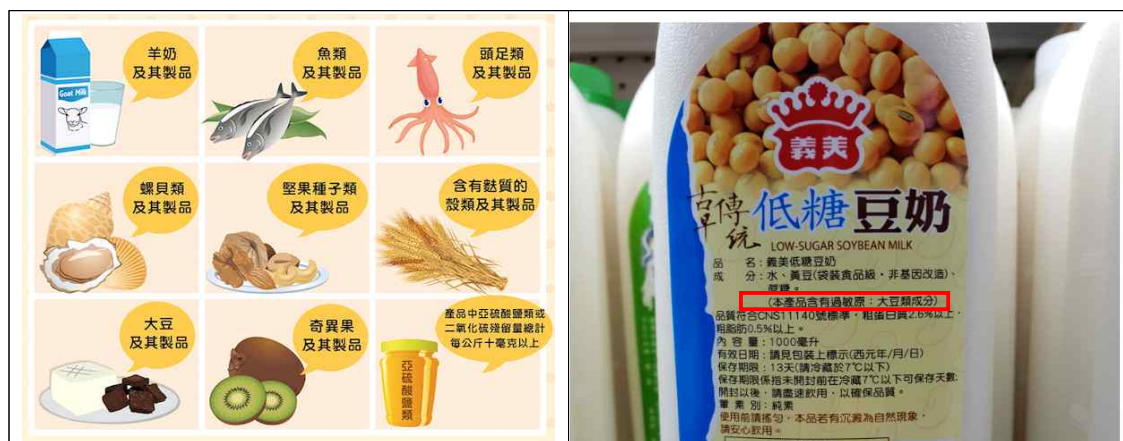 羊奶
及其製品
魚類
及其製品
頭足類
及其製品
Goat Milk
螺貝類
及其製品
堅果種子類
及其製品
含有麩質的
穀類及其製品
大豆
及其製品
奇異果
及其製品
產品中亞硫酸鹽類或
二氧化硫殘留量總計
每公斤十毫克以上
亞硫酸鹽類
義美
古早
傳統
低糖豆奶
LOW-SUGAR SOYBEAN MILK
品 名:義美低糖豆奶
成 分:水、黃豆(袋裝食品級,非基因改造)、
蔗糖。
(本產品含有過敏原:大豆類成分)
品質符合CNS11140號標準,粗蛋白質2.6%以上,
粗脂肪0.5%以上。
內 容 量:1000毫升
有效日期:請見包裝上標示(西元年/月/日)
保存期限:13天(請冷藏於7℃以下)
保存期限係指未開封前在冷藏7℃以下可保存天數,
開封以後,請盡速飲用,以確保品質。
葷 素 別:純素
使用前請搖勻,本品若有沉澱為自然現象,
請安心飲用。